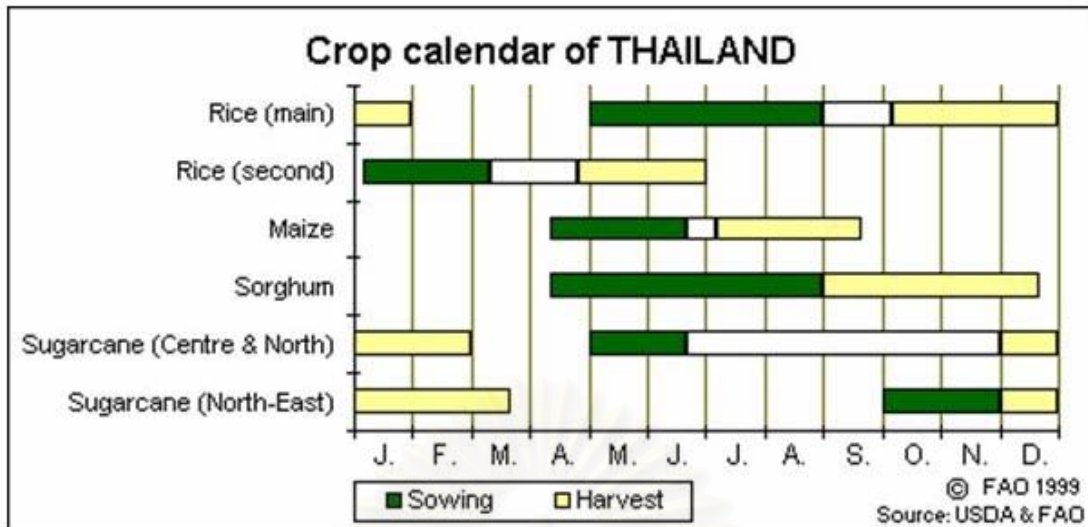 Crop calendar of THAILAND
Rice (main)
Rice (second)
Maize
Sorghum
Sugarcane (Centre & North)
Sugarcane (North-East)
J. F. M. A. M. J. J. A. S. O. N. D.
Sowing Harvest
© FAO 1999
Source: USDA & FAO